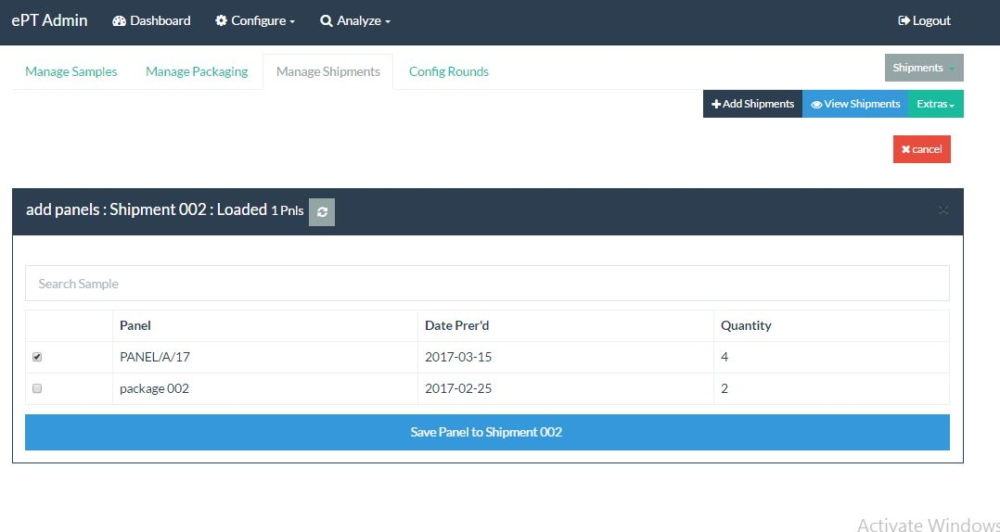 ePT Admin Dashboard Configure Analyze Logout
Manage Samples Manage Packaging Manage Shipments Config Rounds Shipments
Add Shipments View Shipments Extras
cancel
add panels : Shipment 002 : Loaded 1 Pnls
Search Sample
Panel Date Prer'd Quantity
PANEL/A/17 2017-03-15 4
package 002 2017-02-25 2
Save Panel to Shipment 002
Activate Windows